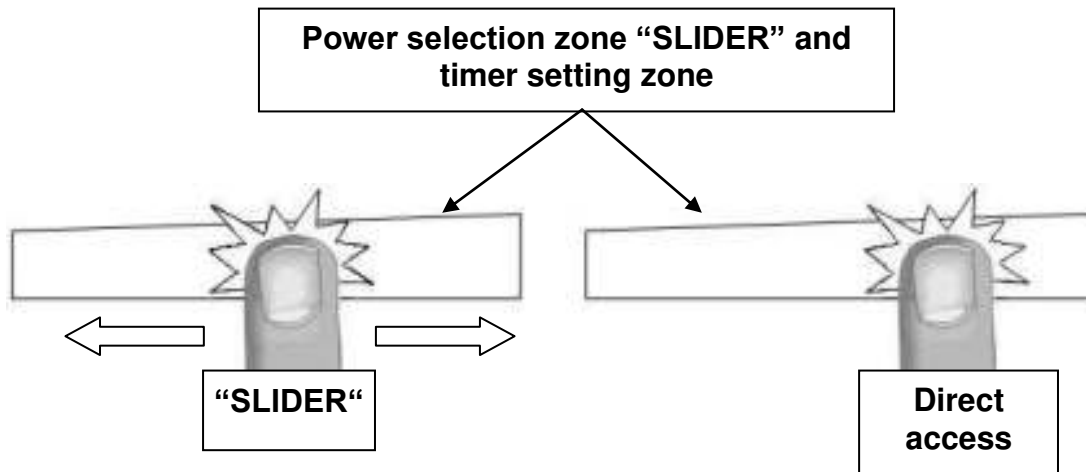 Power selection zone “SLIDER” and
timer setting zone
“SLIDER“
Direct
access